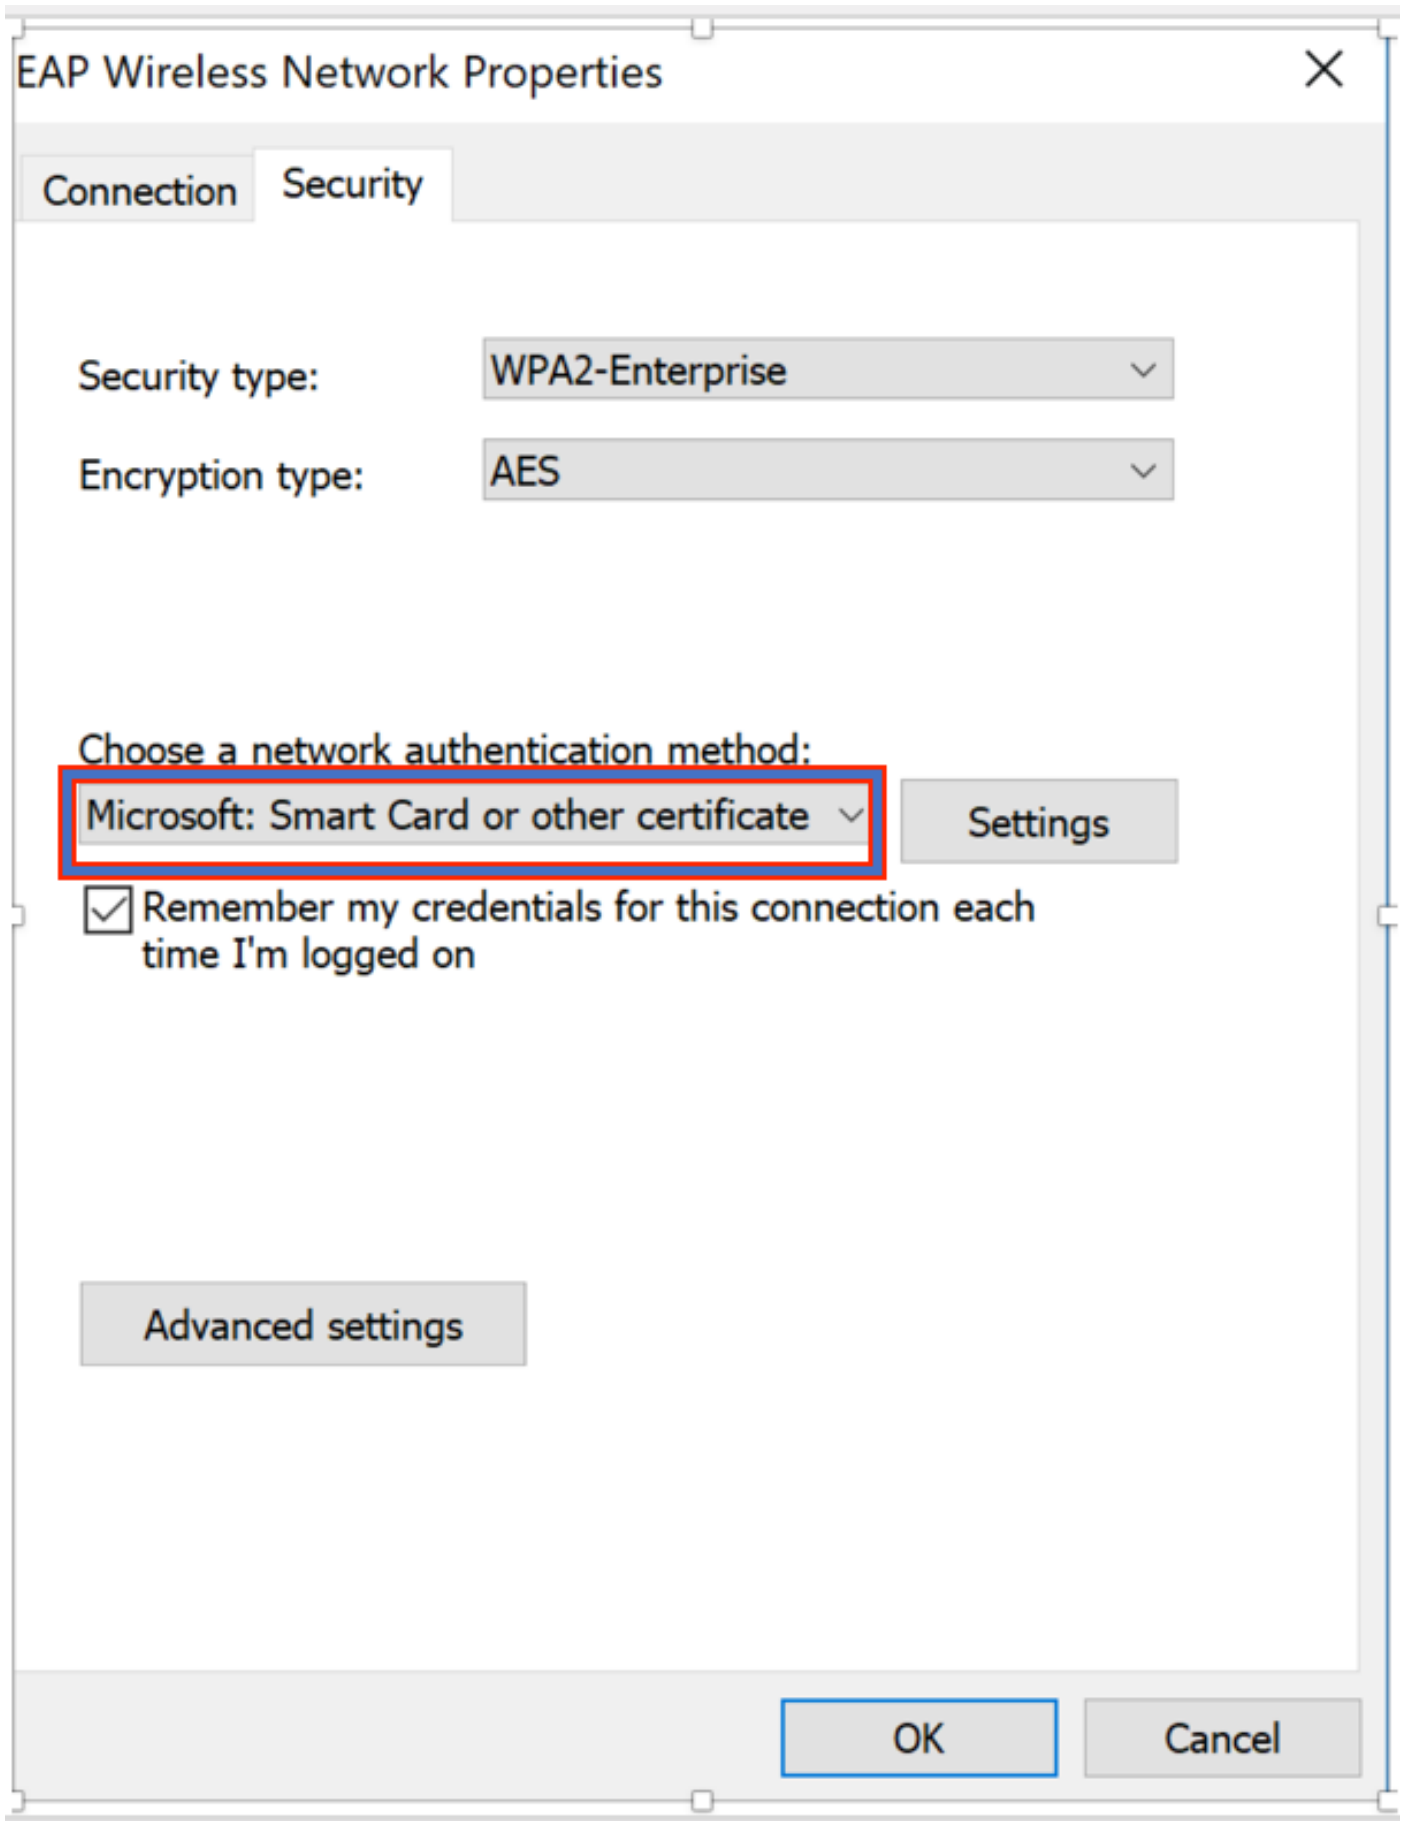 EAP Wireless Network Properties
Connection
Security
Security type:
WPA2-Enterprise
Encryption type:
AES
Choose a network authentication method:
Microsoft: Smart Card or other certificate
Settings
Remember my credentials for this connection each
time I'm logged on
Advanced settings
OK
Cancel